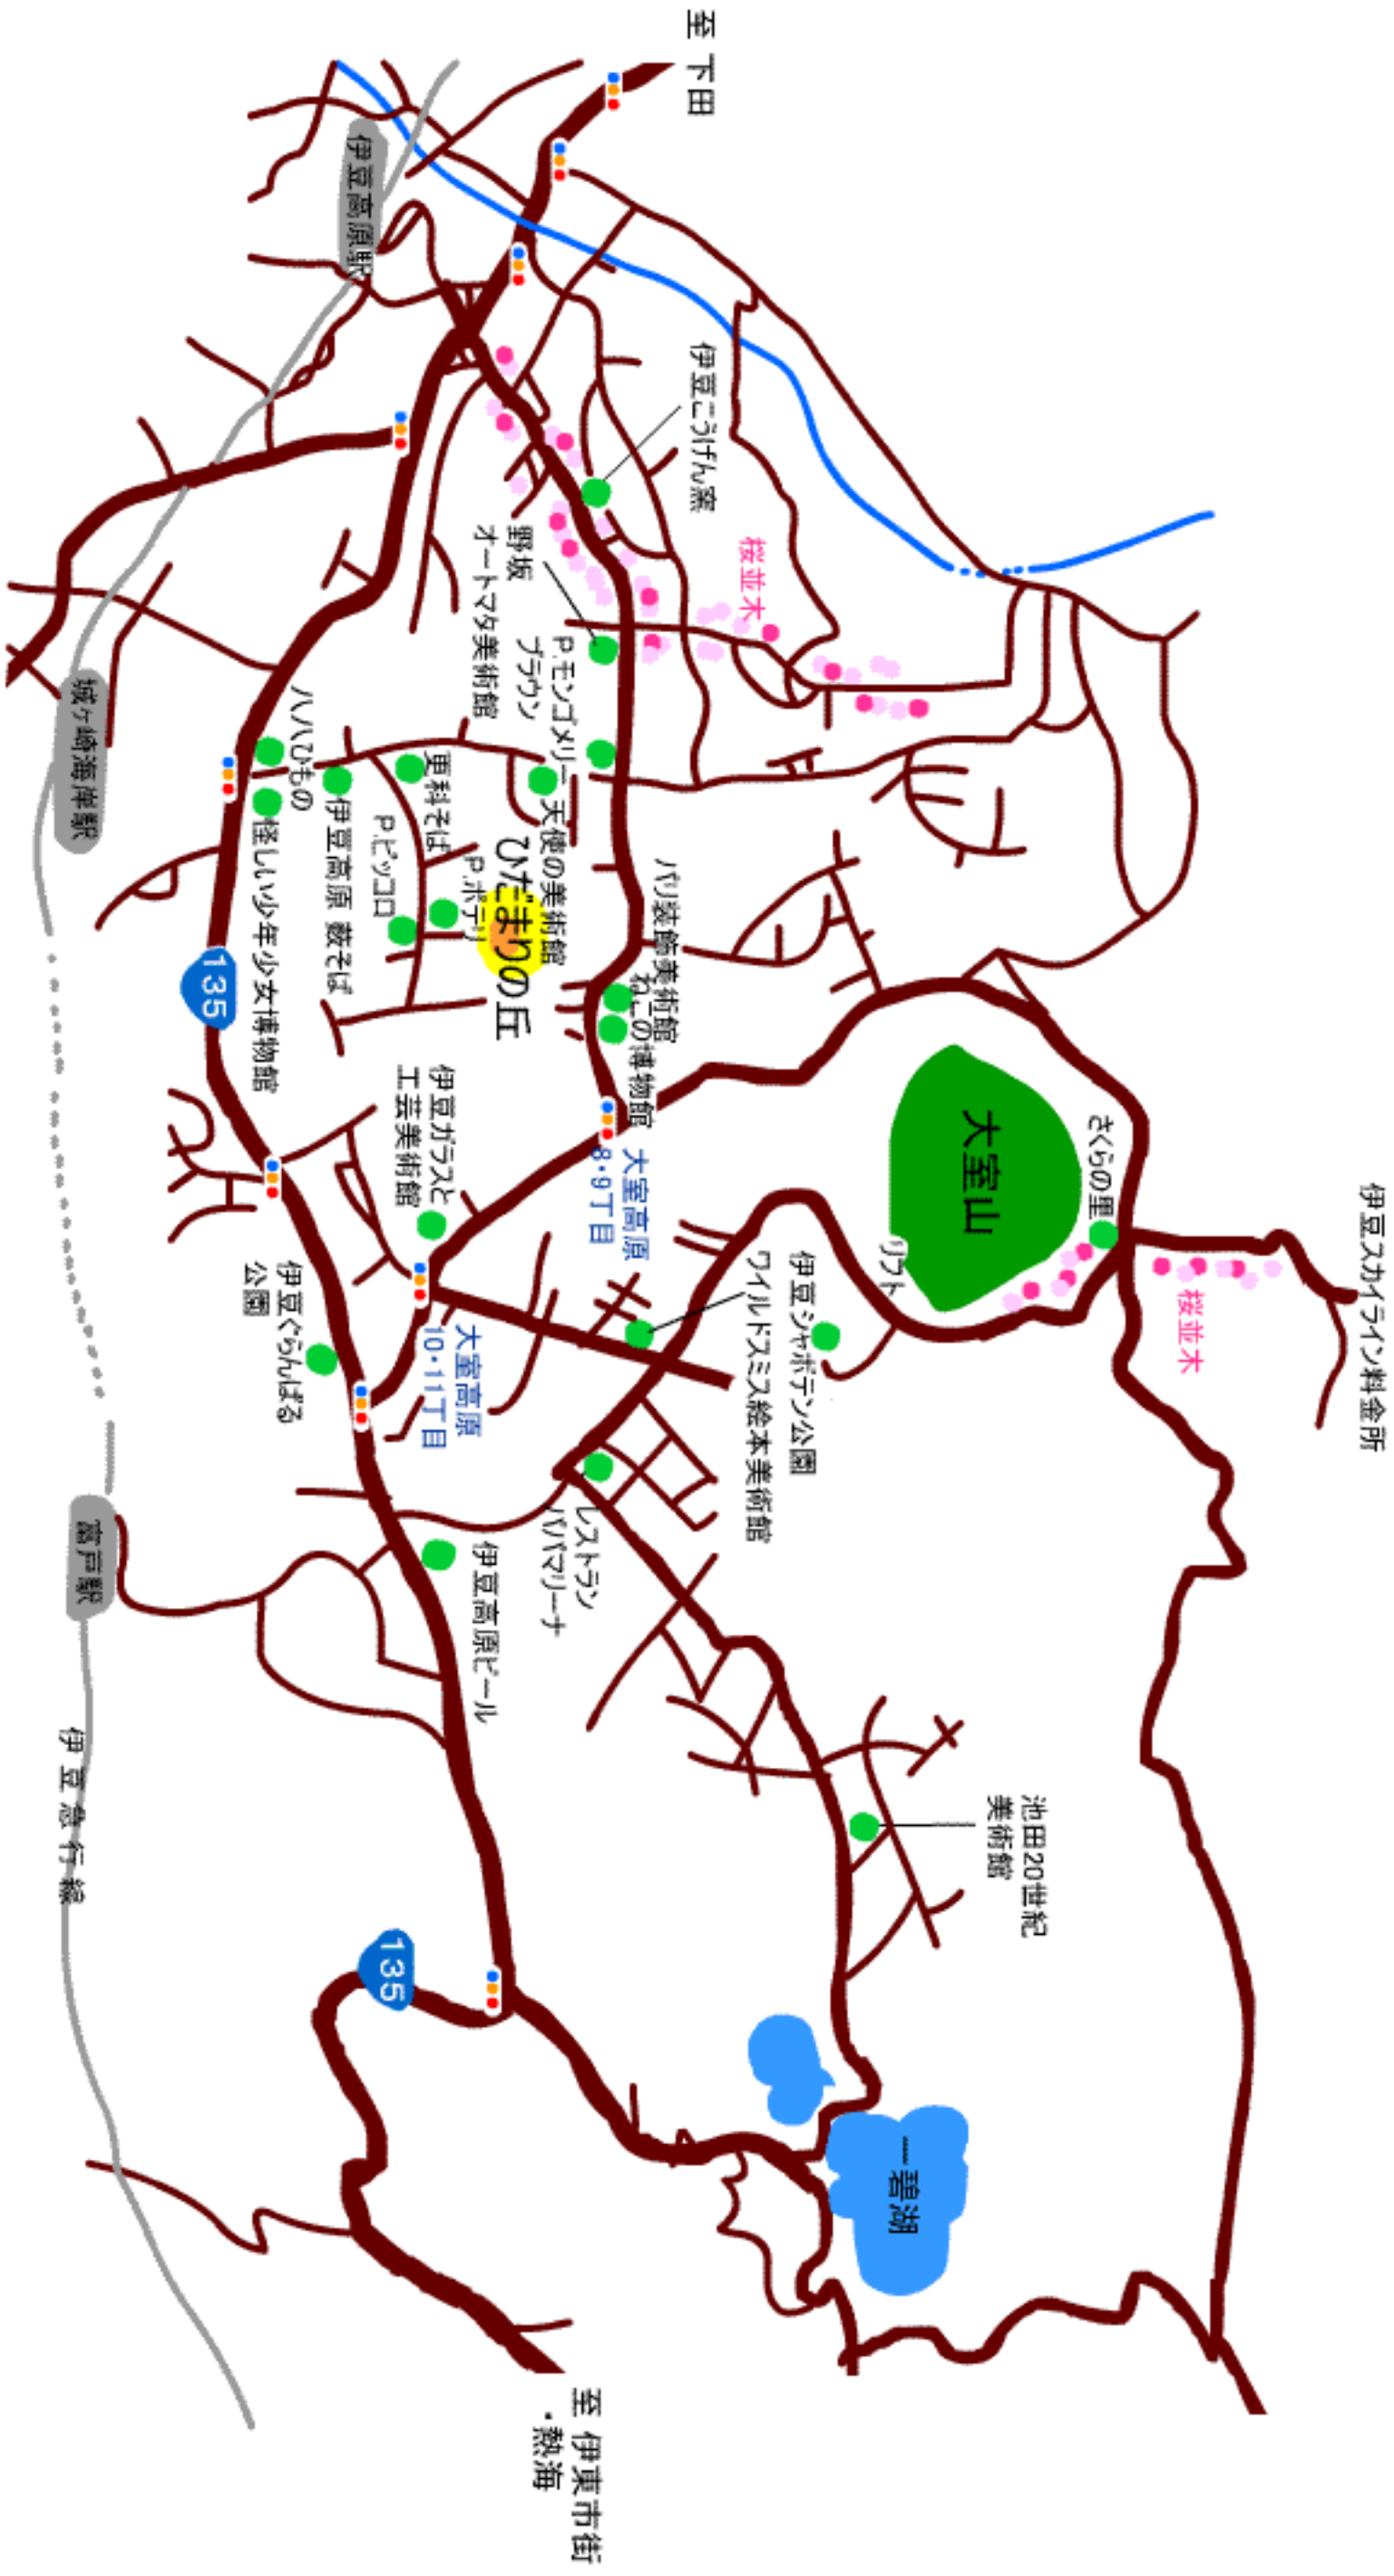 伊豆スカイライン料金所
桜並木
さくらの里
大室山
リフト
池田20世紀
美術館
一碧湖
伊豆シャボテン公園
ワイルドスミス絵本美術館
桜並木
至 下田
伊豆こうげん窯
バリ装飾美術館
ねこの博物館
大室高原
8・9丁目
レストラン
パパマリーナ
至 伊東市街
・熱海
野坂
オートマタ美術館
P.モンゴメリー
ブラウン
天使の美術館
ひだまりの丘
P.ポテリ
更科そば
P.ピッコロ
伊豆ガラスと
工芸美術館
大室高原
10・11丁目
伊豆高原ビール
伊豆高原駅
ハハひもの
伊豆高原 藪そば
怪しい少年少女博物館
伊豆ぐらんぱる
公園
135
135
城ヶ崎海岸駅
富戸駅
伊豆急行線